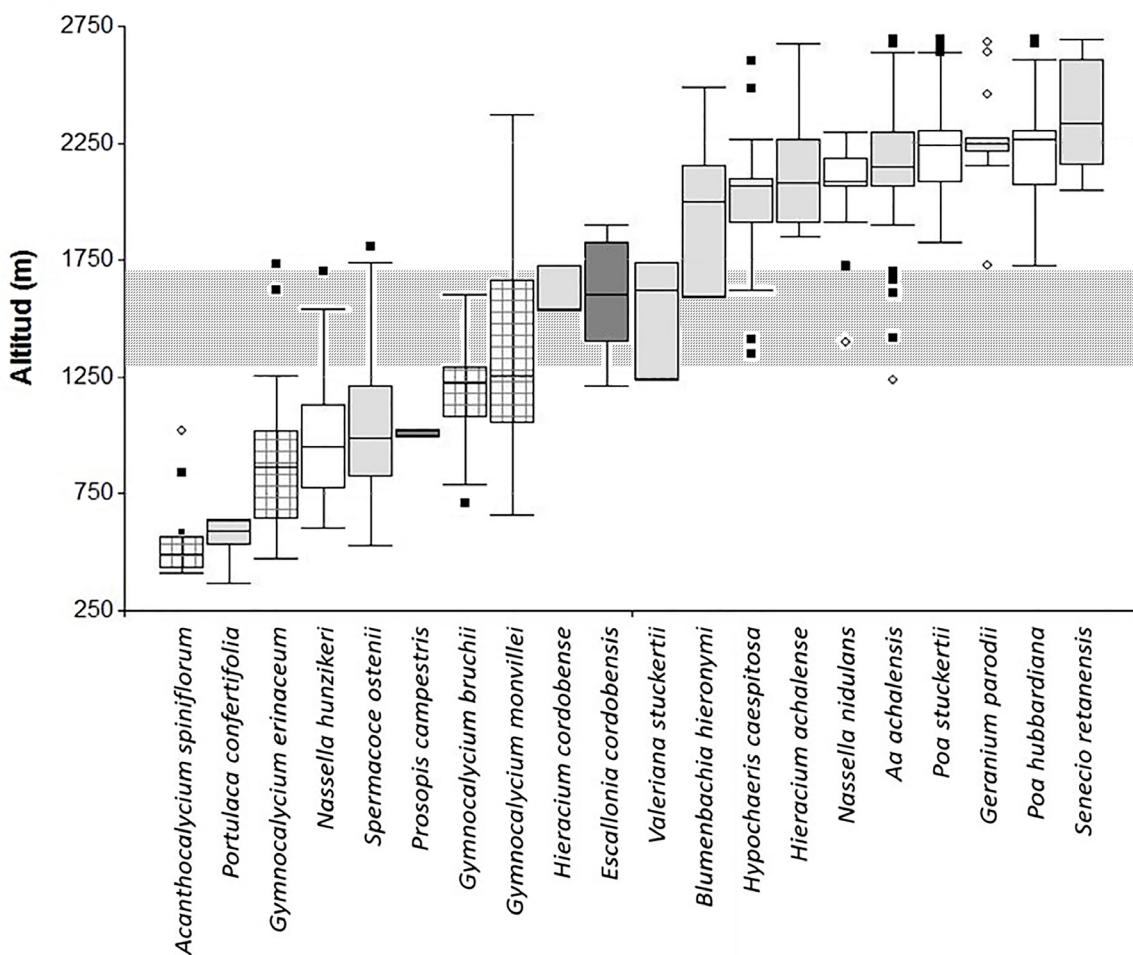 2750
2250
1750
1250
750
250
Altitud (m)
Acanthocalycium spiniflorum
Portulaca confertifolia
Gymnocalycium erinaceum
Nassella hunzikeri
Spermacoce ostenii
Prosopis campestris
Gymnocalycium bruchii
Gymnocalycium monvillei
Hieracium cordobense
Escallonia cordobensis
Valeriana stuckertii
Blumenbachia hieronymi
Hypochaeris caespitosa
Hieracium achalense
Nassella nidulans
Aa achalensis
Poa stuckertii
Geranium parodii
Poa hubbardiana
Senecio retanensis